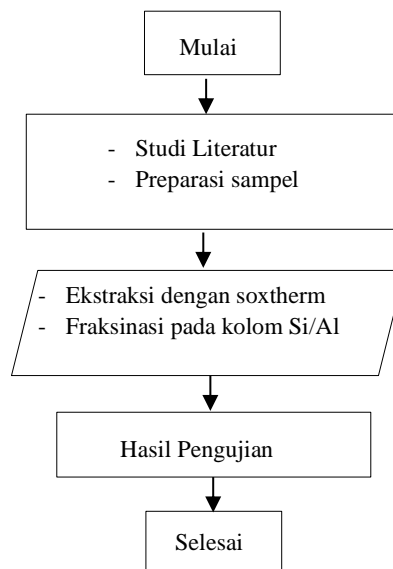 Mulai
- Studi Literatur
- Preparasi sampel
- Ekstraksi dengan soxtherm
- Fraksinasi pada kolom Si/Al
Hasil Pengujian
Selesai